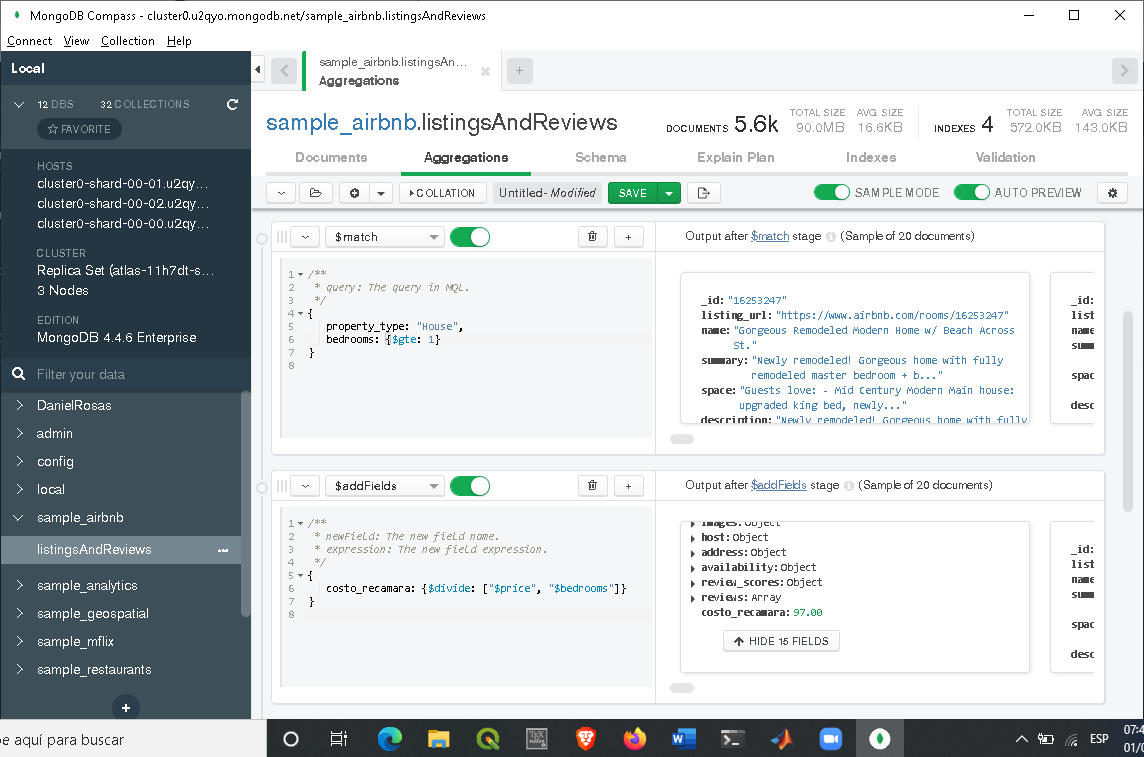 MongoDB Compass - cluster0.u2qyo.mongodb.net/sample_airbnb.listingsAndReviews
Connect View Collection Help
Local
12 DBS 32 COLLECTIONS
FAVORITE
HOSTS
cluster0-shard-00-01.u2qy...
cluster0-shard-00-02.u2qy...
cluster0-shard-00-00.u2qy...
CLUSTER
Replica Set (atlas-11h7dt-s...
3 Nodes
EDITION
MongoDB 4.4.6 Enterprise
Filter your data
DanielRosas
admin
config
local
sample_airbnb
listingsAndReviews
sample_analytics
sample_geospatial
sample_mflix
sample_restaurants
sample_airbnb.listingsAn...
Aggregations
sample_airbnb.listingsAndReviews
DOCUMENTS 5.6k
TOTAL SIZE 90.0MB
AVG. SIZE 16.6KB
INDEXES 4
TOTAL SIZE 572.0KB
AVG. SIZE 143.0KB
Documents Aggregations Schema Explain Plan Indexes Validation
COLLATION Untitled- Modified SAVE SAMPLE MODE AUTO PREVIEW
$match
Output after $match stage (Sample of 20 documents)
1 /**
2 * query: The query in MQL.
3 */
4 {
5 property_type: "House",
6 bedrooms: {$gte: 1}
7 }
8
_id: "16253247"
listing_url: "https://www.airbnb.com/rooms/16253247"
name: "Gorgeous Remodeled Modern Home w/ Beach Across
St."
summary: "Newly remodeled! Gorgeous home with fully
remodeled master bedroom + b..."
space: "Guests love: - Mid Century Modern Main house:
upgraded king bed, newly..."
description: "Newly remodeled! Gorgeous home with fully
_id:
list
name
summ
spac
desc
$addFields
Output after $addFields stage (Sample of 20 documents)
1 /**
2 * newField: The new field name.
3 * expression: The new field expression.
4 */
5 {
6 costo_recamara: {$divide: ["$price", "$bedrooms"]}
7 }
8
images: Object
host: Object
address: Object
availability: Object
review_scores: Object
reviews: Array
costo_recamara: 97.00
HIDE 15 FIELDS
_id:
list
name
summ
spac
desc
e aquí para buscar
ESP
07:4
01/0